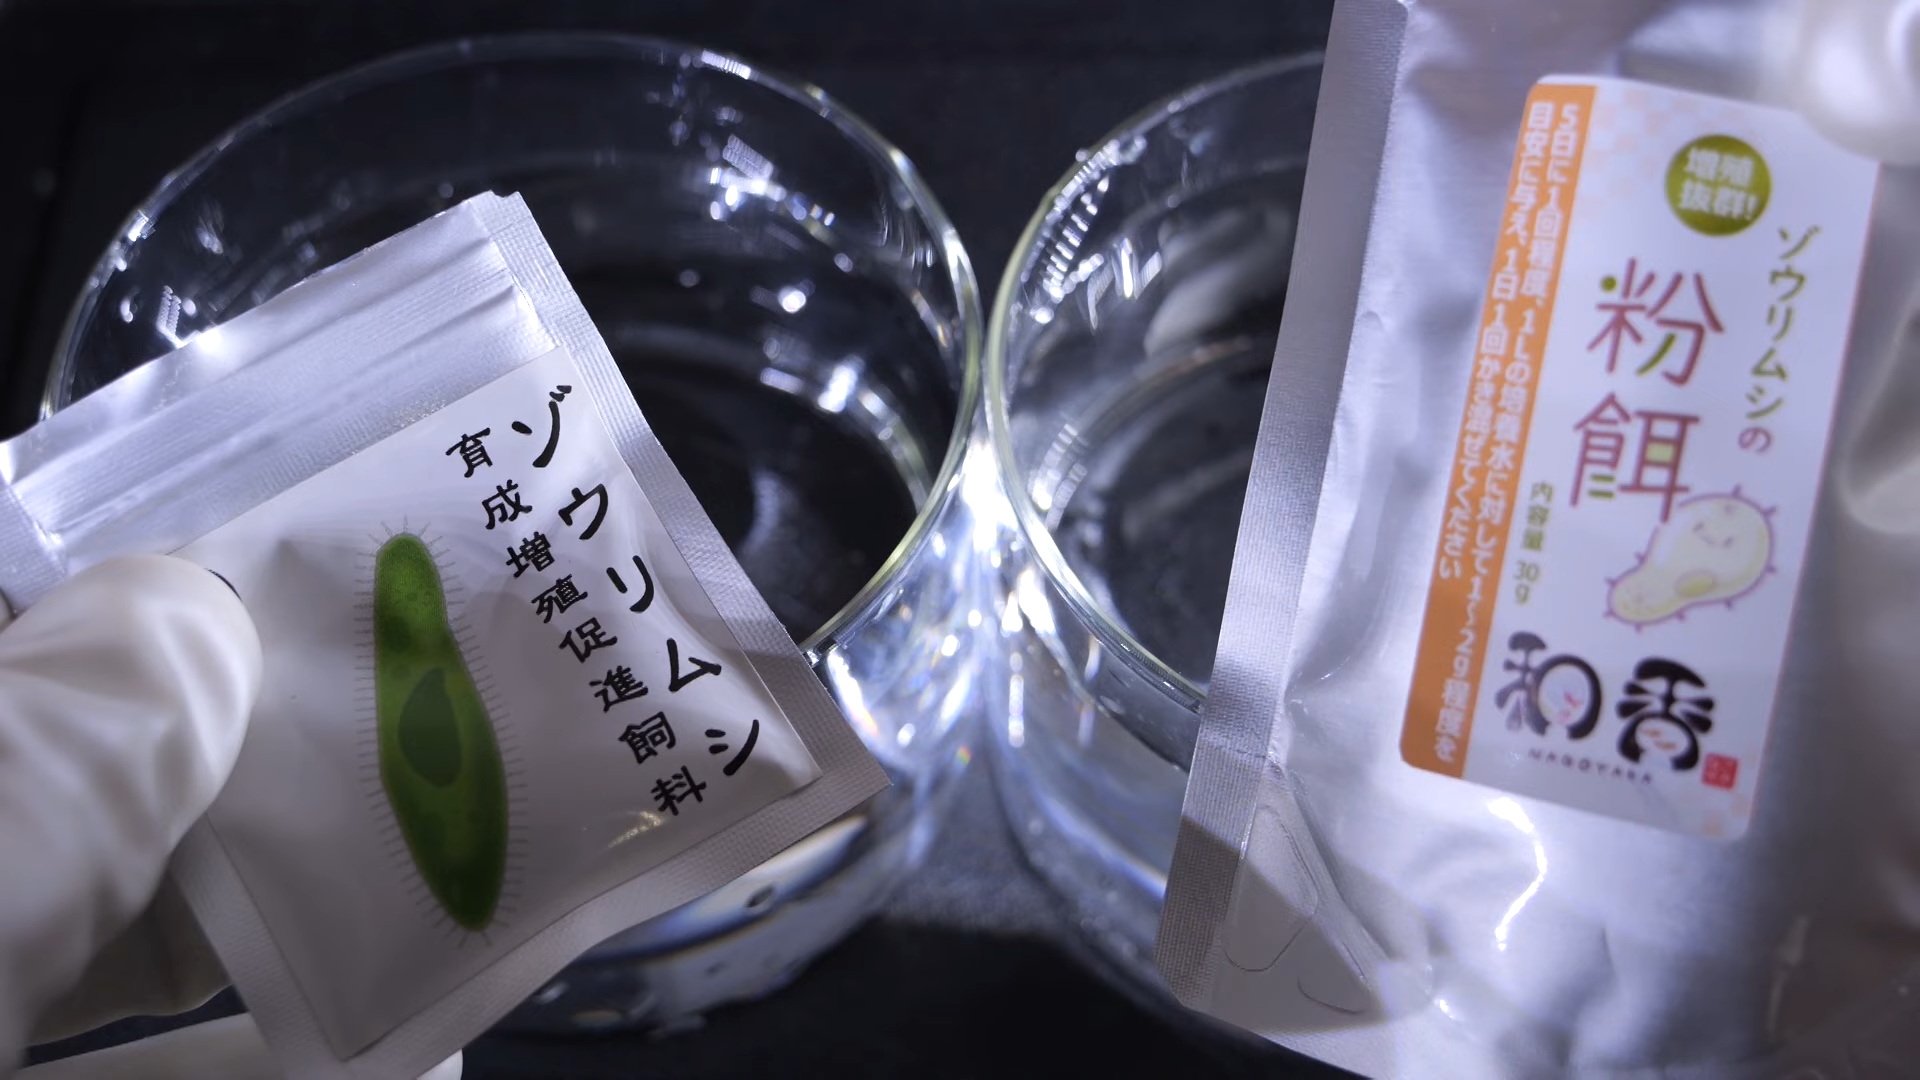 ゾウリムシ
育成増殖促進飼料
増殖
抜群!
ゾウリムシの
粉餌
内容量 30g
5日に1回程度、1Lの培養水に対して1~2g程度を
目安に与え、1日1回かき混ぜてください
和香
NAGOYAKA